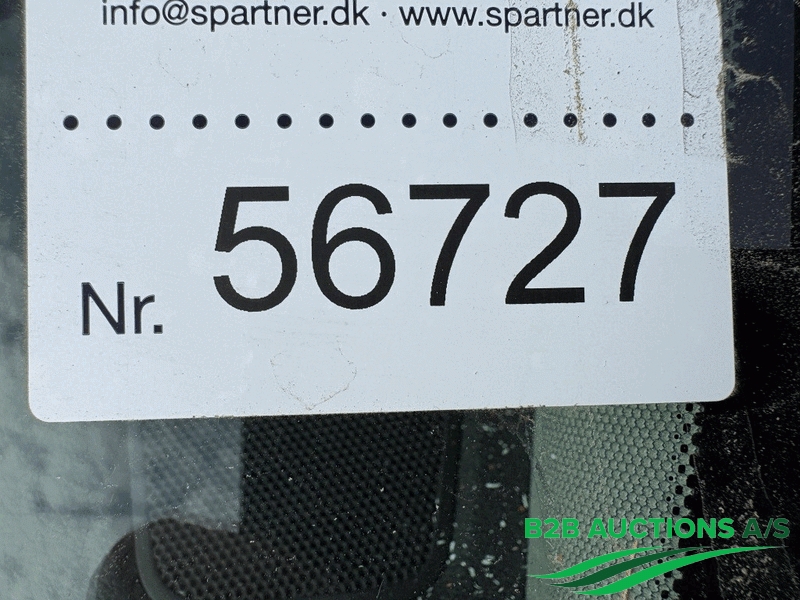 info@spartner.dk · www.spartner.dk
Nr. 56727
B2B AUCTIONS A/S